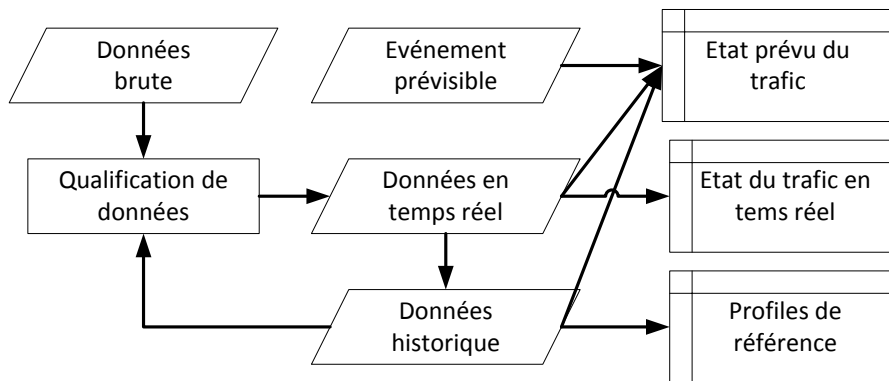 Données
brute
Evénement
prévisible
Etat prévu du
trafic
Qualification de
données
Données en
temps réel
Etat du trafic en
tems réel
Données
historique
Profiles de
référence